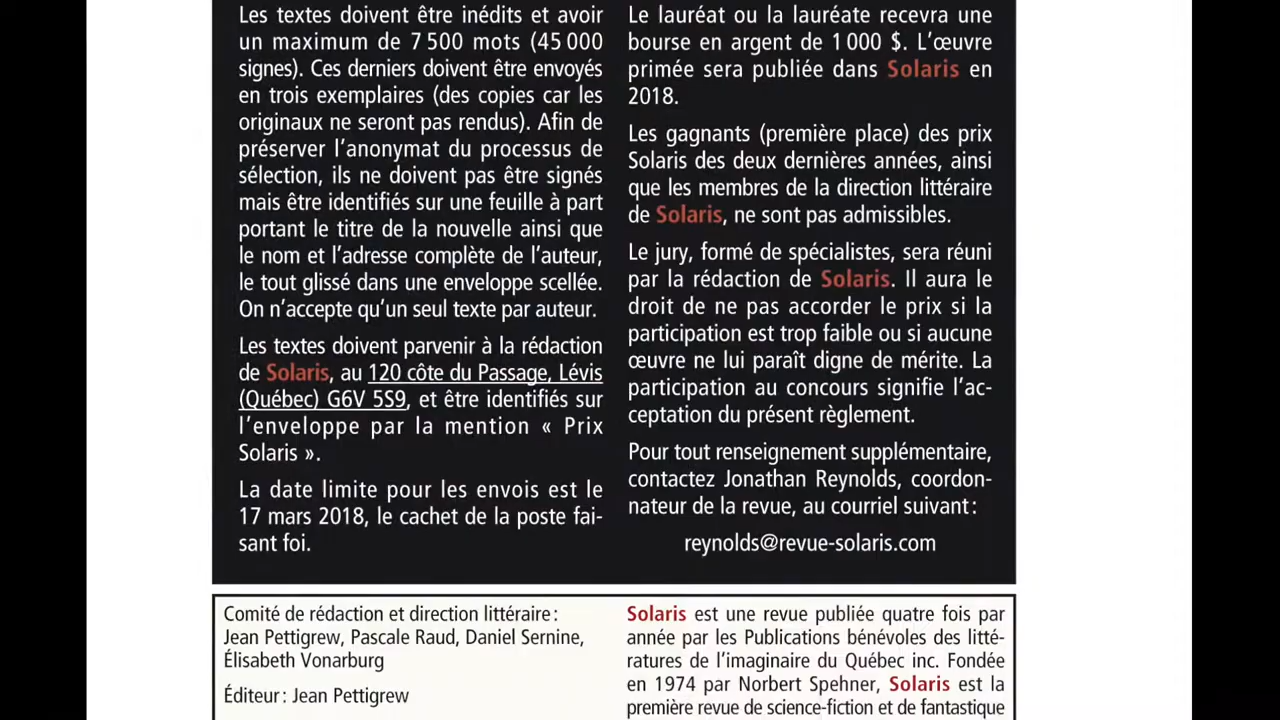 Les textes doivent être inédits et avoir
un maximum de 7 500 mots (45 000
signes). Ces derniers doivent être envoyés
en trois exemplaires (des copies car les
originaux ne seront pas rendus). Afin de
préserver l’anonymat du processus de
sélection, ils ne doivent pas être signés
mais être identifiés sur une feuille à part
portant le titre de la nouvelle ainsi que
le nom et l’adresse complète de l’auteur,
le tout glissé dans une enveloppe scellée.
On n’accepte qu’un seul texte par auteur.
Les textes doivent parvenir à la rédaction
de Solaris, au 120 côte du Passage, Lévis
(Québec) G6V 5S9, et être identifiés sur
l’enveloppe par la mention « Prix
Solaris ».
La date limite pour les envois est le
17 mars 2018, le cachet de la poste fai-
sant foi.
Le lauréat ou la lauréate recevra une
bourse en argent de 1 000 $. L’œuvre
primée sera publiée dans Solaris en
2018.
Les gagnants (première place) des prix
Solaris des deux dernières années, ainsi
que les membres de la direction littéraire
de Solaris, ne sont pas admissibles.
Le jury, formé de spécialistes, sera réuni
par la rédaction de Solaris. Il aura le
droit de ne pas accorder le prix si la
participation est trop faible ou si aucune
œuvre ne lui paraît digne de mérite. La
participation au concours signifie l’ac-
ceptation du présent règlement.
Pour tout renseignement supplémentaire,
contactez Jonathan Reynolds, coordon-
nateur de la revue, au courriel suivant :
reynolds@revue-solaris.com
Comité de rédaction et direction littéraire :
Jean Pettigrew, Pascale Raud, Daniel Sernine,
Élisabeth Vonarburg
Éditeur : Jean Pettigrew
Solaris est une revue publiée quatre fois par
année par les Publications bénévoles des litté-
ratures de l’imaginaire du Québec inc. Fondée
en 1974 par Norbert Spehner, Solaris est la
première revue de science-fiction et de fantastique